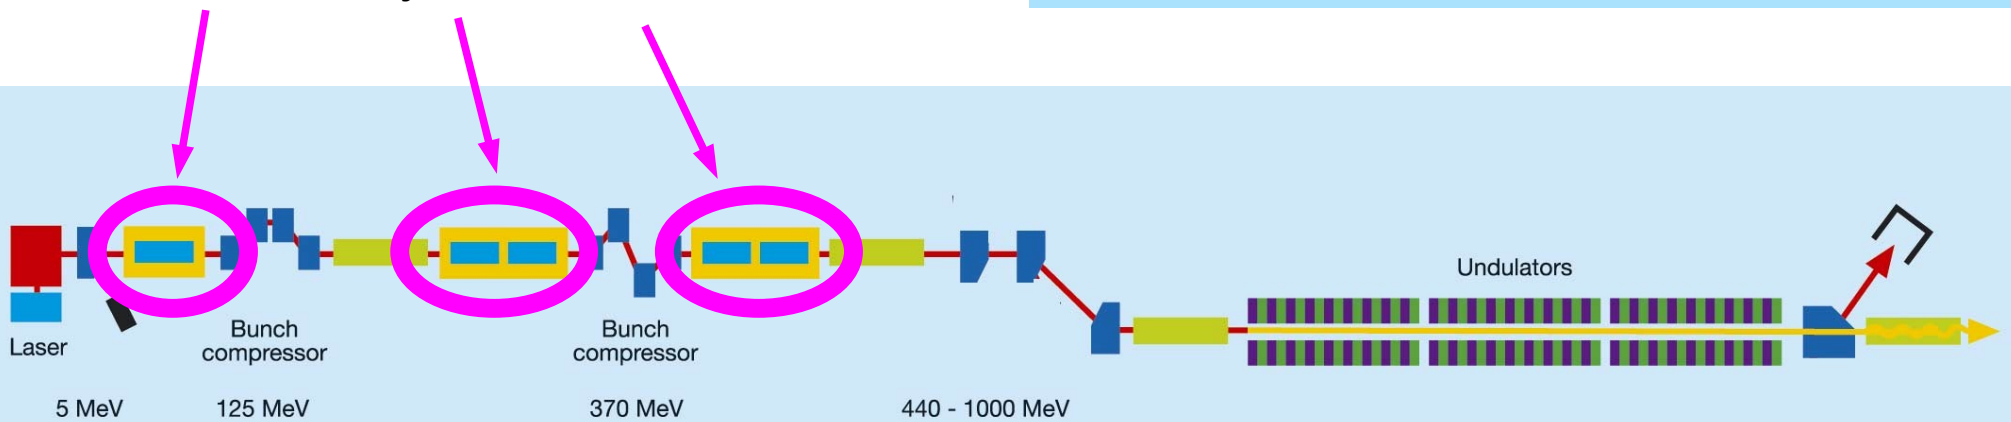 Undulators
Bunch
compressor
Bunch
compressor
Laser
5 MeV
125 MeV
370 MeV
440 - 1000 MeV